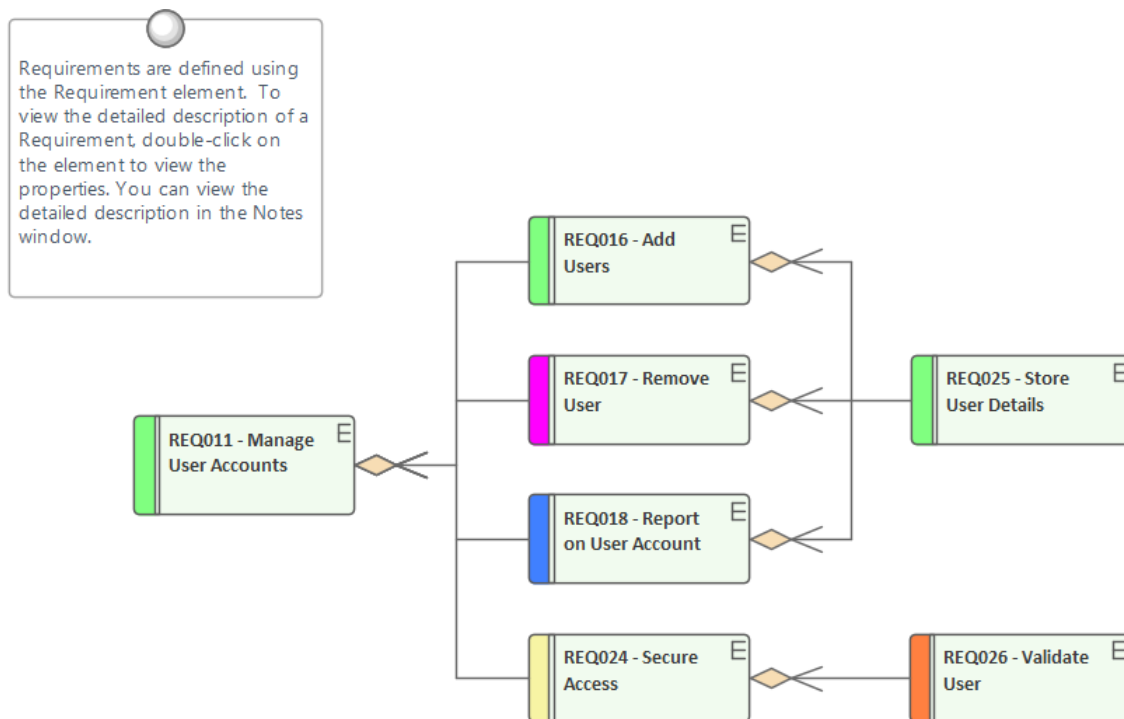 Requirements are defined using
the Requirement element.  To
view the detailed description of a
Requirement, double-click on
the element to view the
properties. You can view the
detailed description in the Notes
window.
REQ016 - Add
Users
REQ017 - Remove
User
REQ025 - Store
User Details
REQ011 - Manage
User Accounts
REQ018 - Report
on User Account
REQ024 - Secure
Access
REQ026 - Validate
User